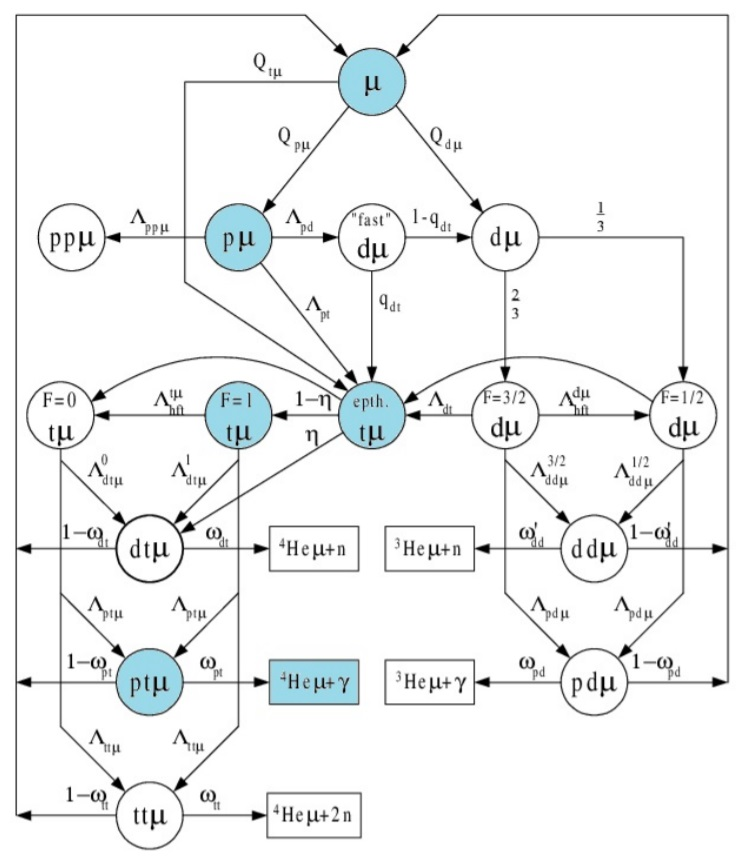 Q_tμ
μ
Q_pμ
Q_dμ
ppμ
Λ_ppμ
pμ
Λ_pd
"fast"
dμ
1-q_dt
dμ
1/3
Λ_pt
q_dt
2/3
F=0
tμ
Λ^tμ_hft
F=1
tμ
1-η
epth.
tμ
Λ_dt
F=3/2
dμ
Λ^dμ_hft
F=1/2
dμ
η
Λ^0_dtμ
Λ^1_dtμ
Λ^3/2_ddμ
Λ^1/2_ddμ
1-ω_dt
dtμ
ω_dt
⁴Heμ+n
³Heμ+n
ω'_dd
ddμ
1-ω'_dd
Λ_ptμ
Λ_ptμ
Λ_pdμ
Λ_pdμ
1-ω_pt
ptμ
ω_pt
⁴Heμ+γ
³Heμ+γ
ω_pd
pdμ
1-ω_pd
Λ_ttμ
Λ_ttμ
1-ω_tt
ttμ
ω_tt
⁴Heμ+2n